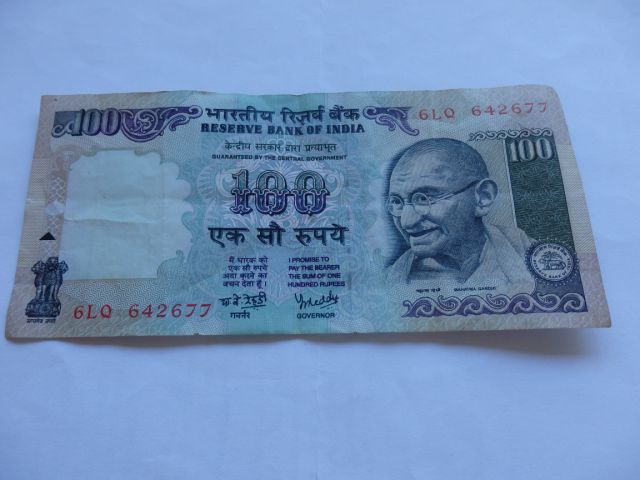 100 भारतीय रिज़र्व बैंक 6LQ 642677
RESERVE BANK OF INDIA
केन्द्रीय सरकार द्वारा प्रत्याभूत
GUARANTEED BY THE CENTRAL GOVERNMENT
100
100
एक सौ रुपये
मैं धारक को
एक सौ रुपये
अदा करने का
वचन देता हूँ।
I PROMISE TO
PAY THE BEARER
THE SUM OF ONE
HUNDRED RUPEES
महात्मा गांधी MAHATMA GANDHI
6LQ 642677
गवर्नर GOVERNOR